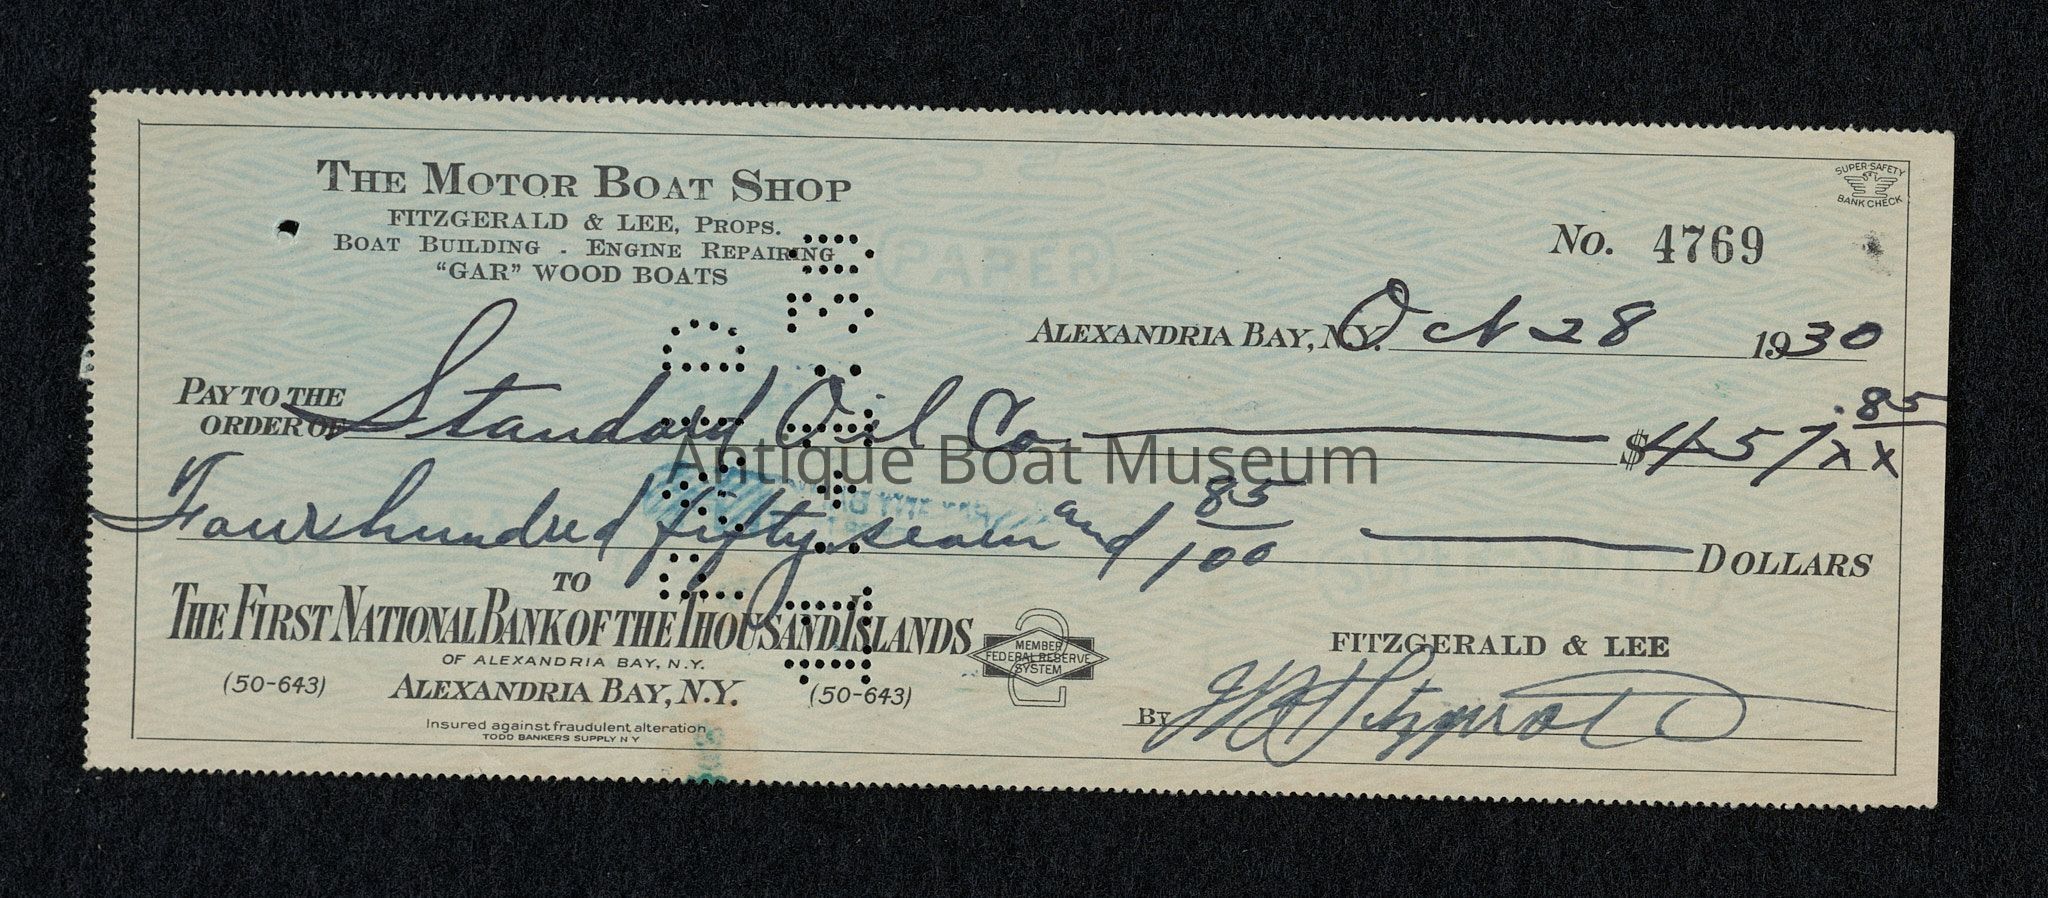 THE MOTOR BOAT SHOP
FITZGERALD & LEE, PROPS.
BOAT BUILDING - ENGINE REPAIRING
"GAR" WOOD BOATS
SUPER-SAFETY
BANK CHECK
No. 4769
ALEXANDRIA BAY, N.Y. Oct 28 1930
PAY TO THE
ORDER OF Standard Oil Co $457 85/xx
Antique Boat Museum
Four hundred fifty seven and 85/100 DOLLARS
TO
THE FIRST NATIONAL BANK OF THE THOUSAND ISLANDS
OF ALEXANDRIA BAY, N.Y.
(50-643) ALEXANDRIA BAY, N.Y. (50-643)
Insured against fraudulent alteration
TODD BANKERS SUPPLY N Y
MEMBER
FEDERAL RESERVE
SYSTEM
2
FITZGERALD & LEE
By